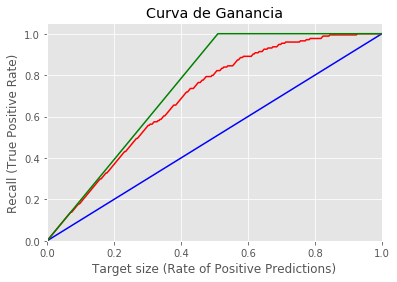 Curva de Ganancia
Recall (True Positive Rate)
1.0
0.8
0.6
0.4
0.2
0.0
0.0 0.2 0.4 0.6 0.8 1.0
Target size (Rate of Positive Predictions)